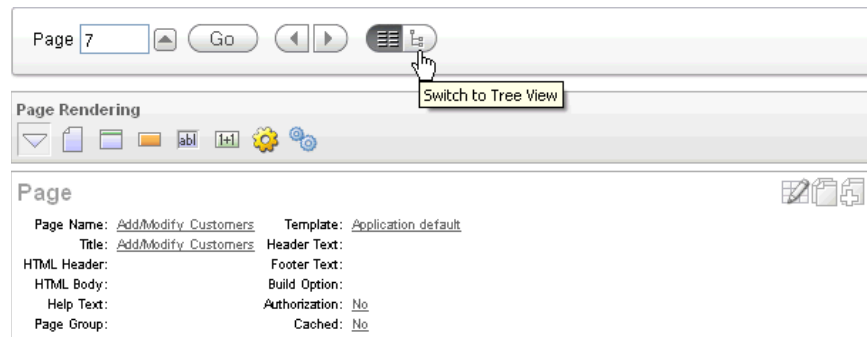 Page 7 Go
Switch to Tree View
Page Rendering
abl 1+1
Page
Page Name: Add/Modify Customers Template: Application default
Title: Add/Modify Customers Header Text:
HTML Header: Footer Text:
HTML Body: Build Option:
Help Text: Authorization: No
Page Group: Cached: No